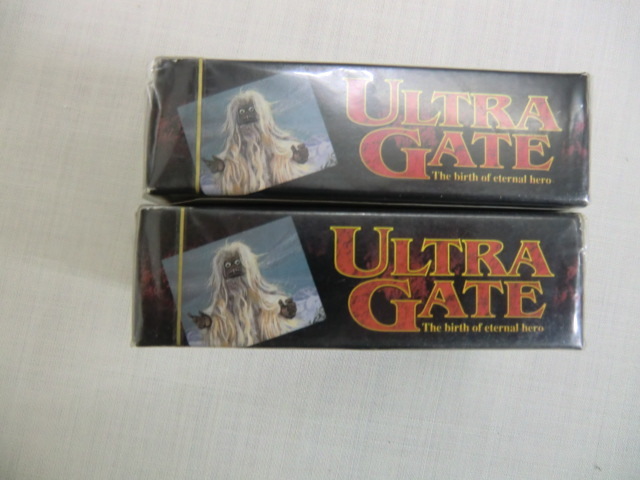 ULTRA
GATE
The birth of eternal hero
ULTRA
GATE
The birth of eternal hero